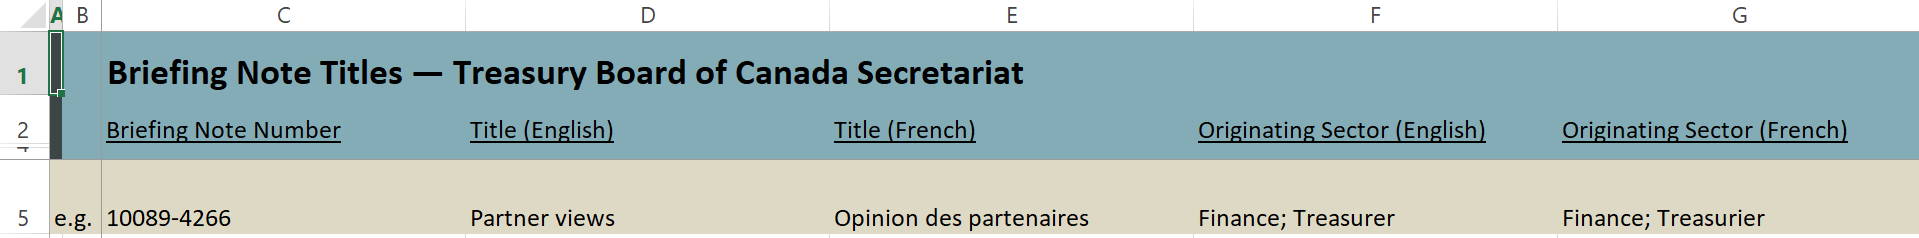 A B C D E F G
1 Briefing Note Titles — Treasury Board of Canada Secretariat
2 Briefing Note Number Title (English) Title (French) Originating Sector (English) Originating Sector (French)
5 e.g. 10089-4266 Partner views Opinion des partenaires Finance; Treasurer Finance; Treasurier